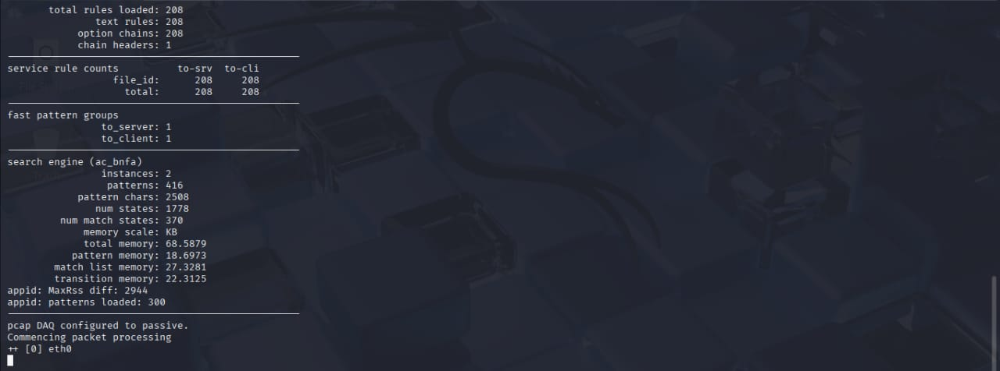 total rules loaded: 208
text rules: 208
option chains: 208
chain headers: 1
service rule counts to-srv to-cli
file_id: 208 208
total: 208 208
fast pattern groups
to_server: 1
to_client: 1
search engine (ac_bnfa)
instances: 2
patterns: 416
pattern chars: 2508
num states: 1778
num match states: 370
memory scale: KB
total memory: 68.5879
pattern memory: 18.6973
match list memory: 27.3281
transition memory: 22.3125
appid: MaxRss diff: 2944
appid: patterns loaded: 300
pcap DAQ configured to passive.
Commencing packet processing
++ [0] eth0